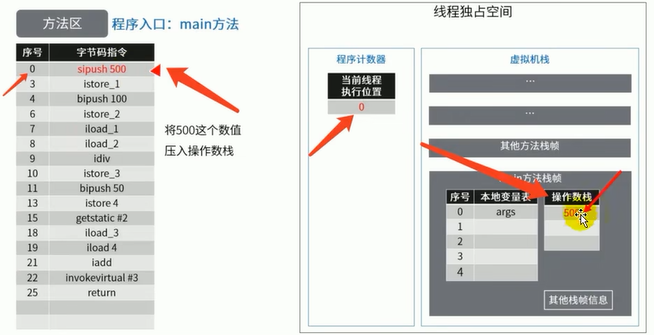 方法区 程序入口：main方法
序号 字节码指令
0 sipush 500
3 istore_1
4 bipush 100
6 istore_2
7 iload_1
8 iload_2
9 idiv
10 istore_3
11 bipush 50
13 istore 4
15 getstatic #2
18 iload_3
19 iload 4
21 iadd
22 invokevirtual #3
25 return
将500这个数值
压入操作数栈
线程独占空间
程序计数器
当前线程
执行位置
0
虚拟机栈
...
...
其他方法栈帧
main方法栈帧
序号 本地变量表 操作数栈
0 args 500
1
2
3
4
其他栈帧信息